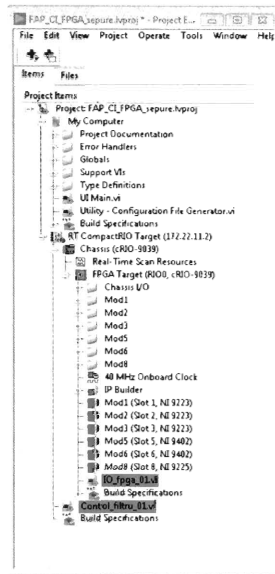 FAP_CI_FPGA_sepure.lvproj * - Project E...
File Edit View Project Operate Tools Window Help
Items Files
Project Items
Project: FAP_CI_FPGA_sepure.lvproj
My Computer
Project Documentation
Error Handlers
Globals
Support VIs
Type Definitions
UI Main.vi
Utility - Configuration File Generator.vi
RT CompactRIO Target (172.22.11.2)
Chassis (cRIO-9039)
Real-Time Scan Resources
FPGA Target (RIO0, cRIO-9039)
Chassis I/O
Mod1
Mod2
Mod3
Mod5
Mod6
Mod8
40 MHz Onboard Clock
IP Builder
Mod1 (Slot 1, NI 9223)
Mod2 (Slot 2, NI 9223)
Mod3 (Slot 3, NI 9223)
Mod5 (Slot 5, NI 9402)
Mod6 (Slot 6, NI 9402)
Mod8 (Slot 8, NI 9225)
IO_fpga_01.vi
Build Specifications
Control_filtru_01.vi
Build Specifications